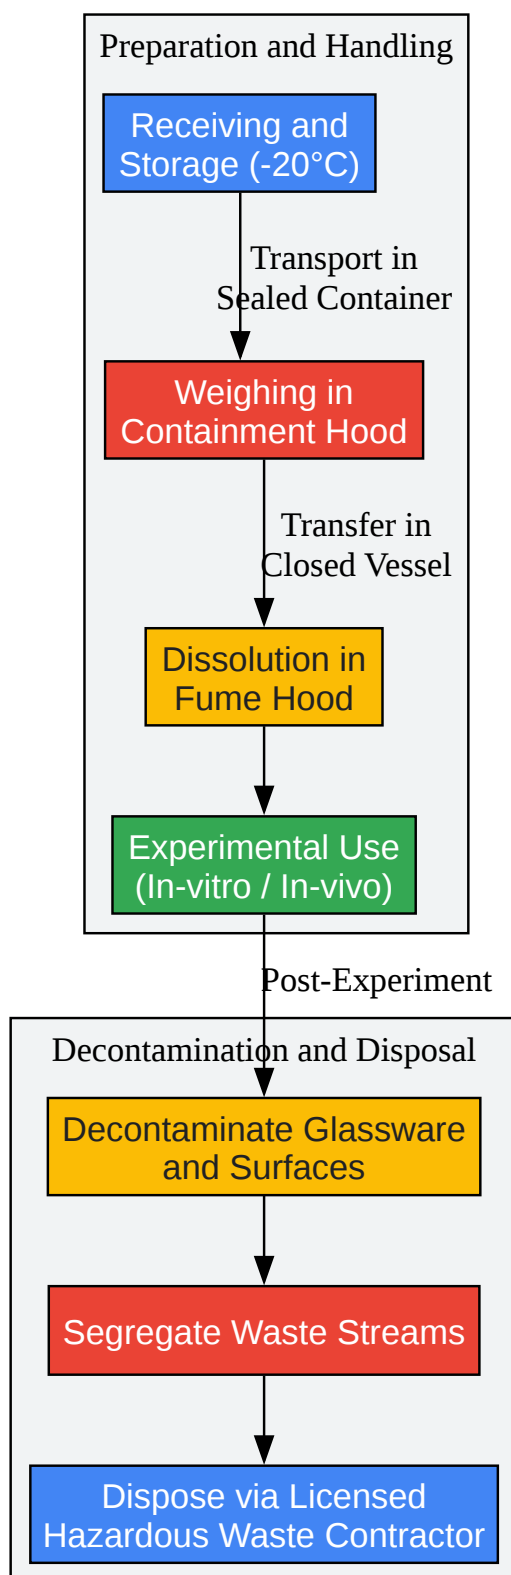 Preparation and Handling
Receiving and
Storage (-20°C)
Transport in
Sealed Container
Weighing in
Containment Hood
Transfer in
Closed Vessel
Dissolution in
Fume Hood
Experimental Use
(In-vitro / In-vivo)
Post-Experiment
Decontamination and Disposal
Decontaminate Glassware
and Surfaces
Segregate Waste Streams
Dispose via Licensed
Hazardous Waste Contractor